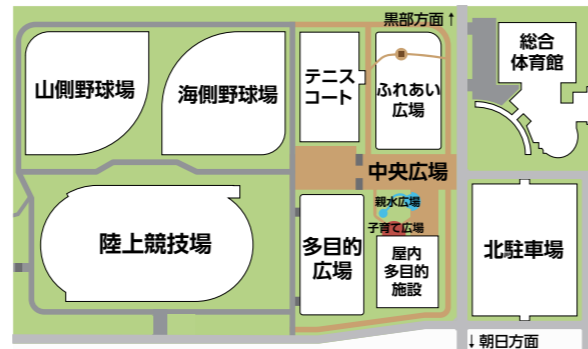 黒部方面↑
総合
体育館
山側野球場
海側野球場
テニス
コート
ふれあい
広場
中央広場
親水広場
子育て広場
陸上競技場
多目的
広場
屋内
多目的
施設
北駐車場
↓朝日方面